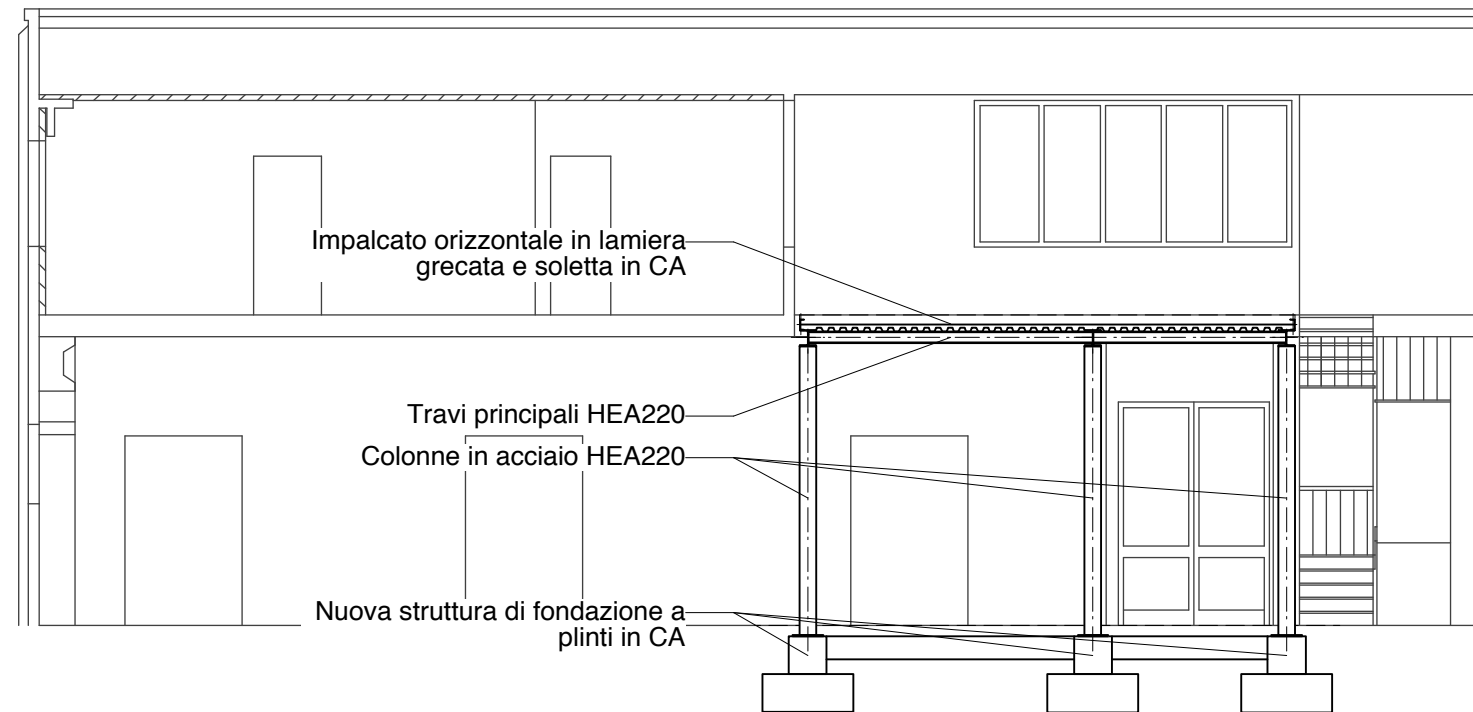 Impalcato orizzontale in lamiera
grecata e soletta in CA
Travi principali HEA220
Colonne in acciaio HEA220
Nuova struttura di fondazione a
plinti in CA